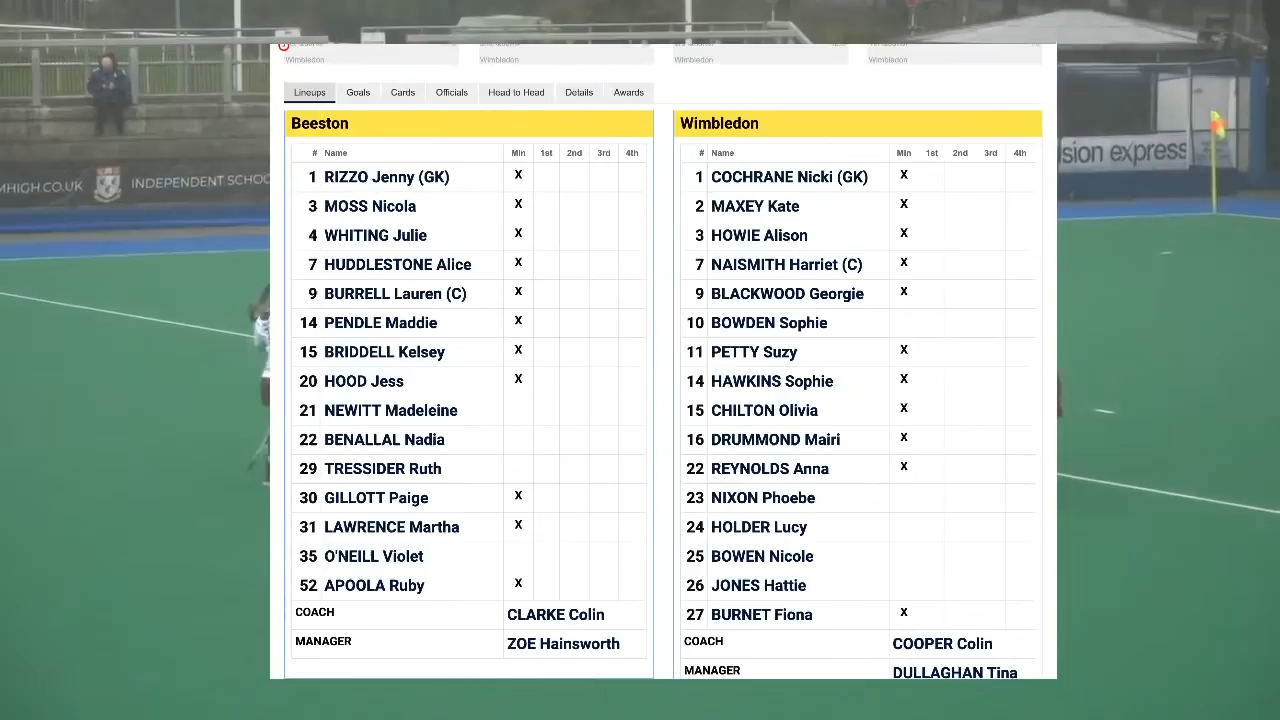 Wimbledon Wimbledon Wimbledon Wimbledon
Lineups Goals Cards Officials Head to Head Details Awards
Beeston
# Name Min 1st 2nd 3rd 4th
1 RIZZO Jenny (GK) X
3 MOSS Nicola X
4 WHITING Julie X
7 HUDDLESTONE Alice X
9 BURRELL Lauren (C) X
14 PENDLE Maddie X
15 BRIDDELL Kelsey X
20 HOOD Jess X
21 NEWITT Madeleine
22 BENALLAL Nadia
29 TRESSIDER Ruth
30 GILLOTT Paige X
31 LAWRENCE Martha X
35 O'NEILL Violet
52 APOOLA Ruby X
COACH CLARKE Colin
MANAGER ZOE Hainsworth
Wimbledon
# Name Min 1st 2nd 3rd 4th
1 COCHRANE Nicki (GK) X
2 MAXEY Kate X
3 HOWIE Alison X
7 NAISMITH Harriet (C) X
9 BLACKWOOD Georgie X
10 BOWDEN Sophie
11 PETTY Suzy X
14 HAWKINS Sophie X
15 CHILTON Olivia X
16 DRUMMOND Mairi X
22 REYNOLDS Anna X
23 NIXON Phoebe
24 HOLDER Lucy
25 BOWEN Nicole
26 JONES Hattie
27 BURNET Fiona X
COACH COOPER Colin
MANAGER DULLAGHAN Tina
MHIGH.CO.UK
INDEPENDENT SCHOO
sion express